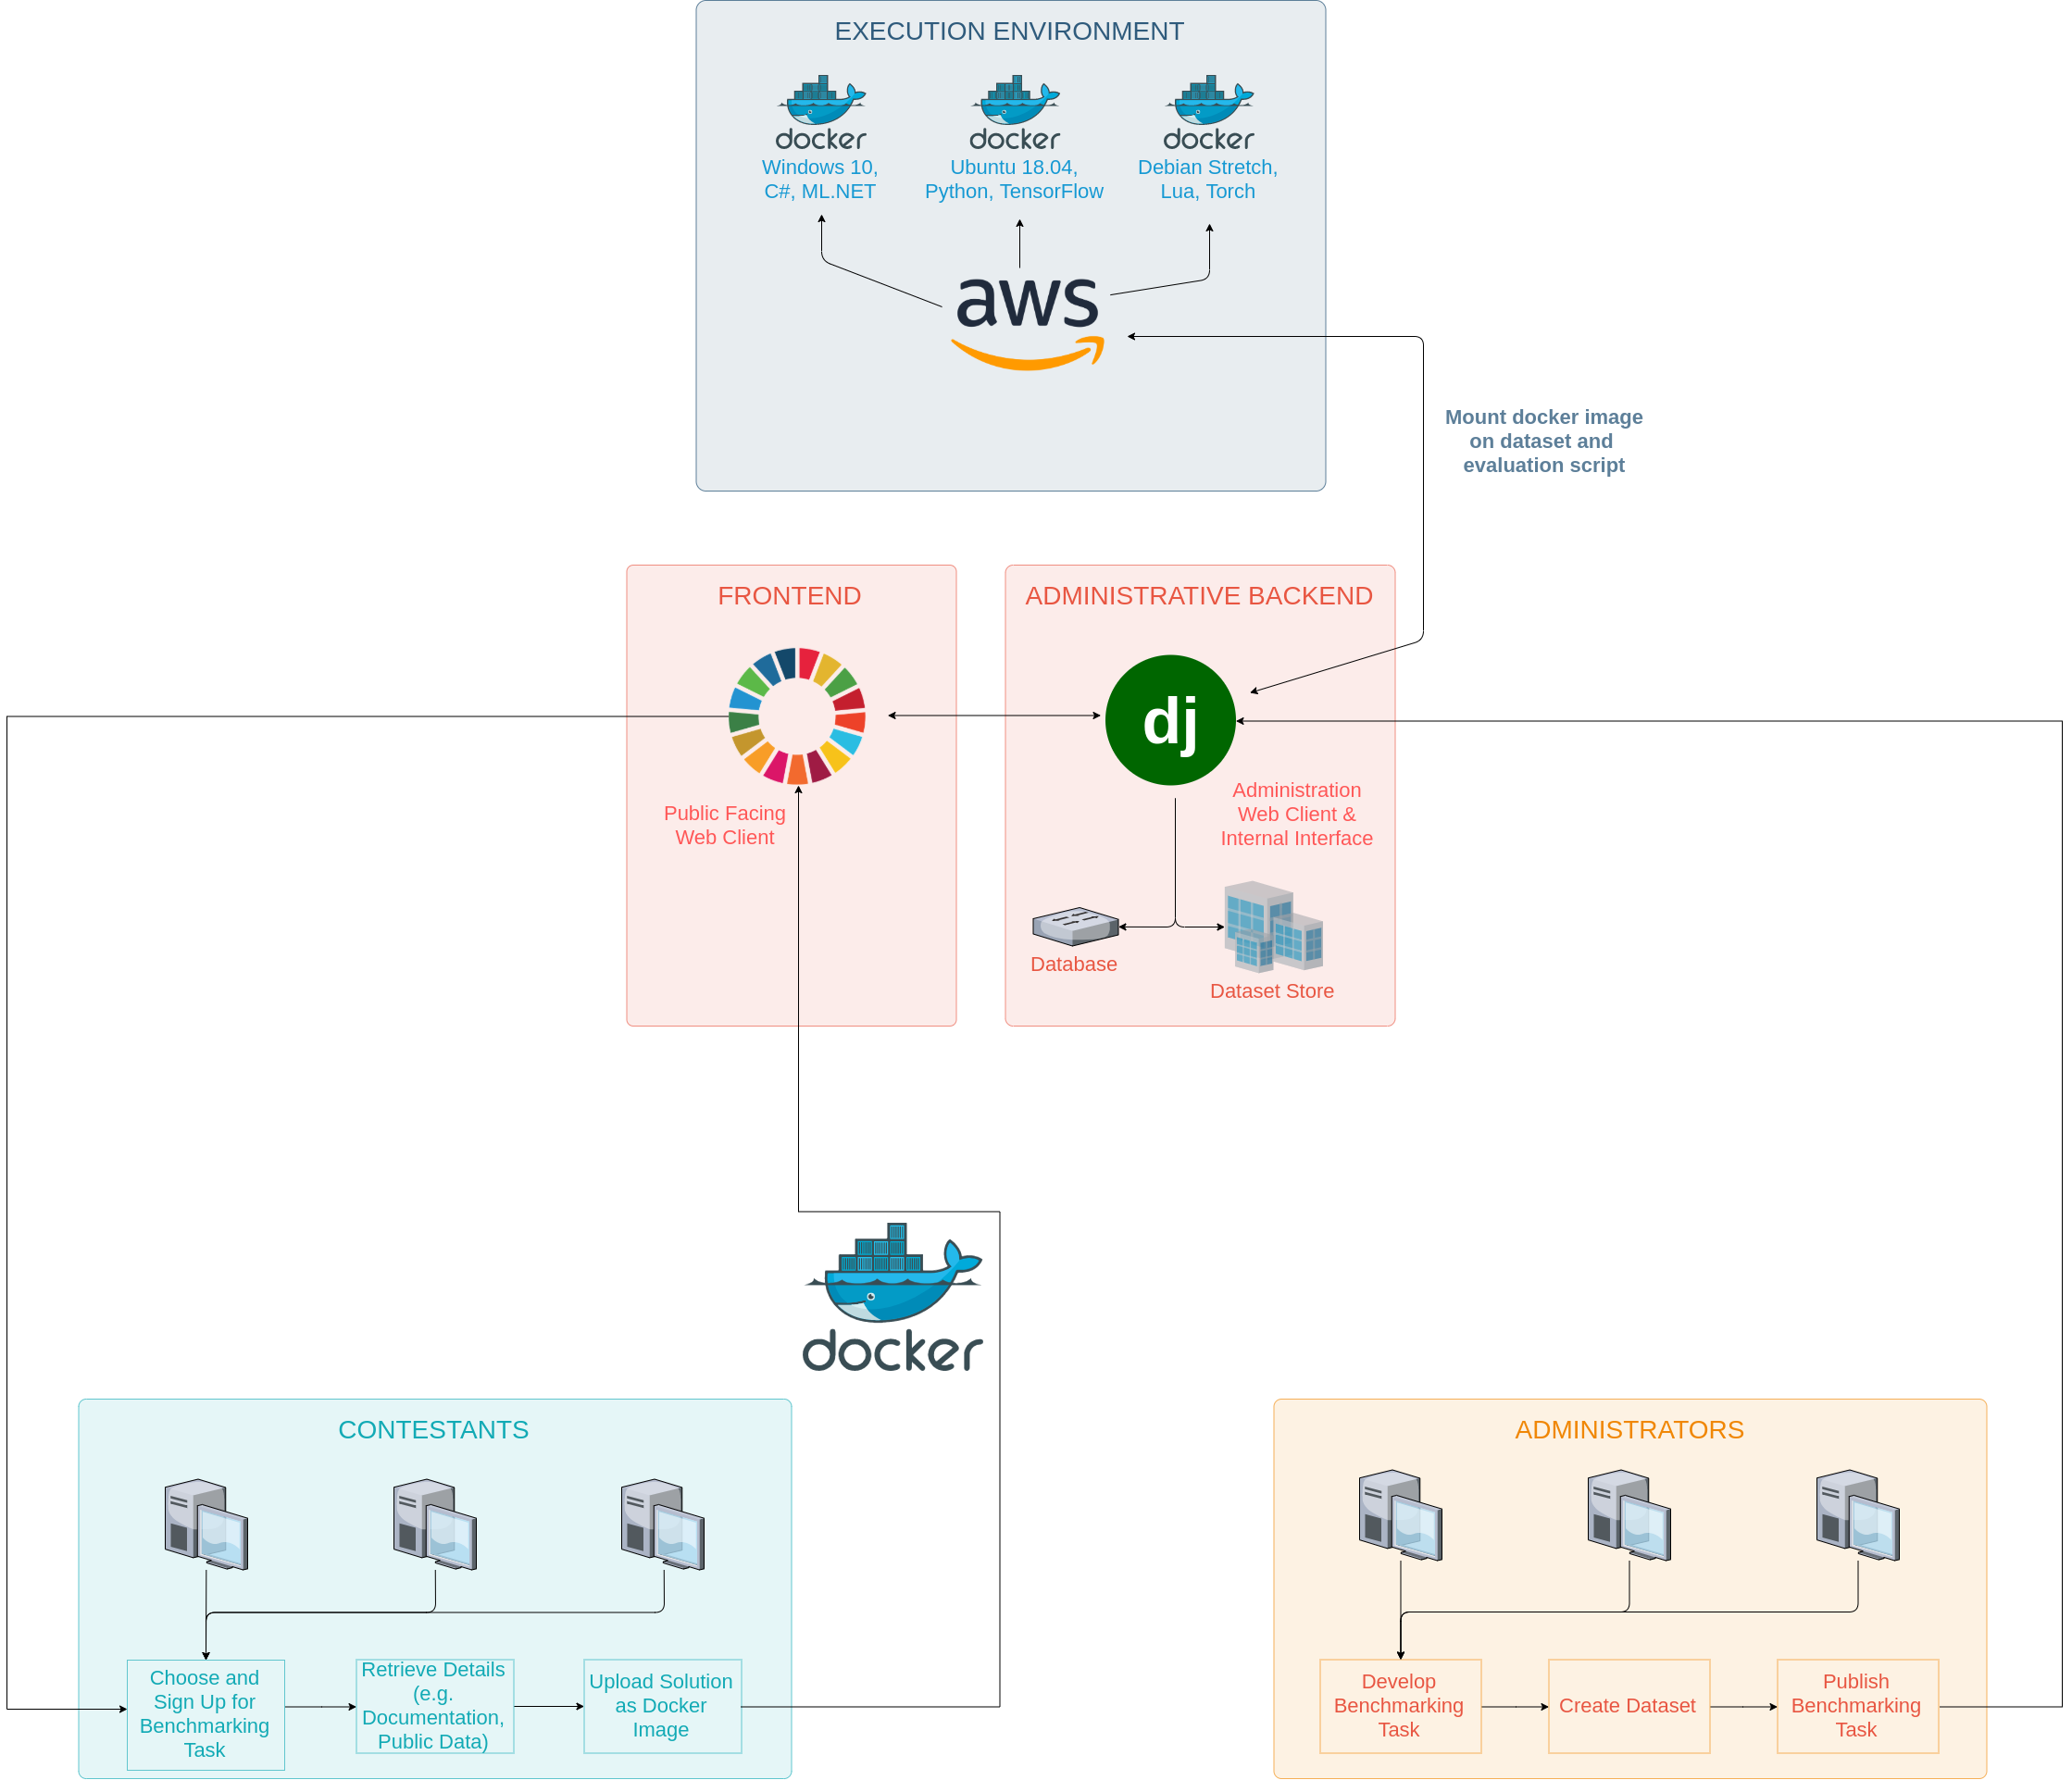 EXECUTION ENVIRONMENT
docker
docker
docker
Windows 10,
C#, ML.NET
Ubuntu 18.04,
Python, TensorFlow
Debian Stretch,
Lua, Torch
aws
Mount docker image
on dataset and
evaluation script
FRONTEND
Public Facing
Web Client
ADMINISTRATIVE BACKEND
dj
Administration
Web Client &
Internal Interface
Database
Dataset Store
docker
CONTESTANTS
Choose and
Sign Up for
Benchmarking
Task
Retrieve Details
(e.g.
Documentation,
Public Data)
Upload Solution
as Docker
Image
ADMINISTRATORS
Develop
Benchmarking
Task
Create Dataset
Publish
Benchmarking
Task